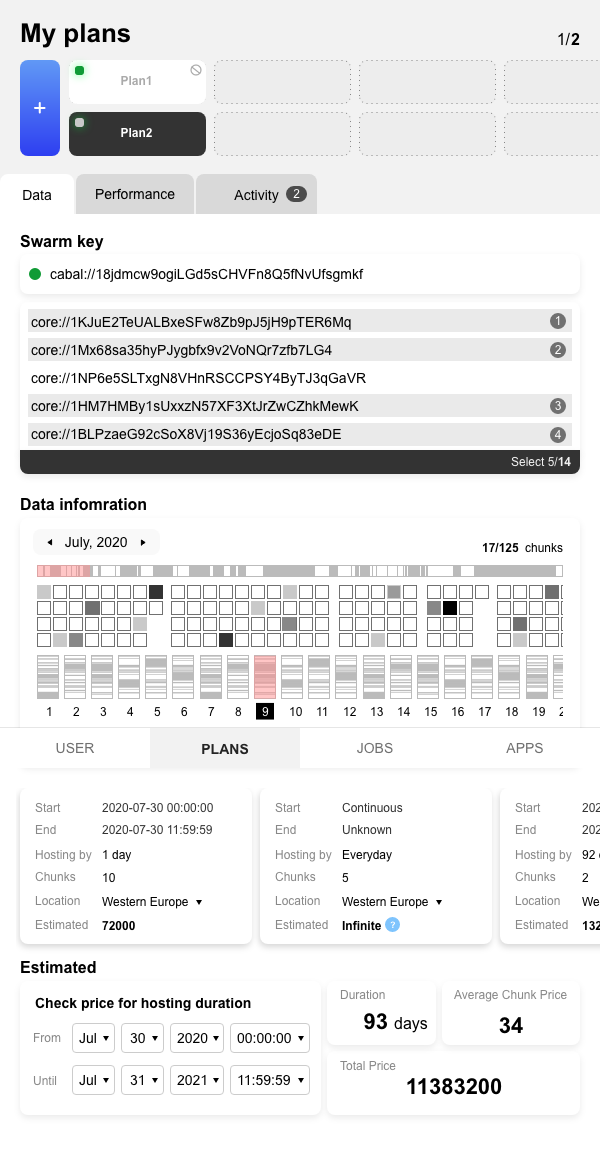 My plans
1/2
+
Plan1
Plan2
Data
Performance
Activity 2
Swarm key
cabal://18jdmcw9ogiLGd5sCHVFn8Q5fNvUfsgmkf
core://1KJuE2TeUALBxeSFw8Zb9pJ5jH9pTER6Mq 1
core://1Mx68sa35hyPJygbfx9v2VoNQr7zfb7LG4 2
core://1NP6e5SLTxgN8VHnRSCCPSY4ByTJ3qGaVR
core://1HM7HMBy1sUxxzN57XF3XtJrZwCZhkMewK 3
core://1BLPzaeG92cSoX8Vj19S36yEcjoSq83eDE 4
Select 5/14
Data infomration
July, 2020
17/125 chunks
1 2 3 4 5 6 7 8 9 10 11 12 13 14 15 16 17 18 19 2
USER PLANS JOBS APPS
Start 2020-07-30 00:00:00
End 2020-07-30 11:59:59
Hosting by 1 day
Chunks 10
Location Western Europe
Estimated 72000
Start Continuous
End Unknown
Hosting by Everyday
Chunks 5
Location Western Europe
Estimated Infinite ?
Start 202
End 202
Hosting by 92
Chunks 2
Location We
Estimated 132
Estimated
Check price for hosting duration
From Jul 30 2020 00:00:00
Until Jul 31 2021 11:59:59
Duration
93 days
Average Chunk Price
34
Total Price
11383200